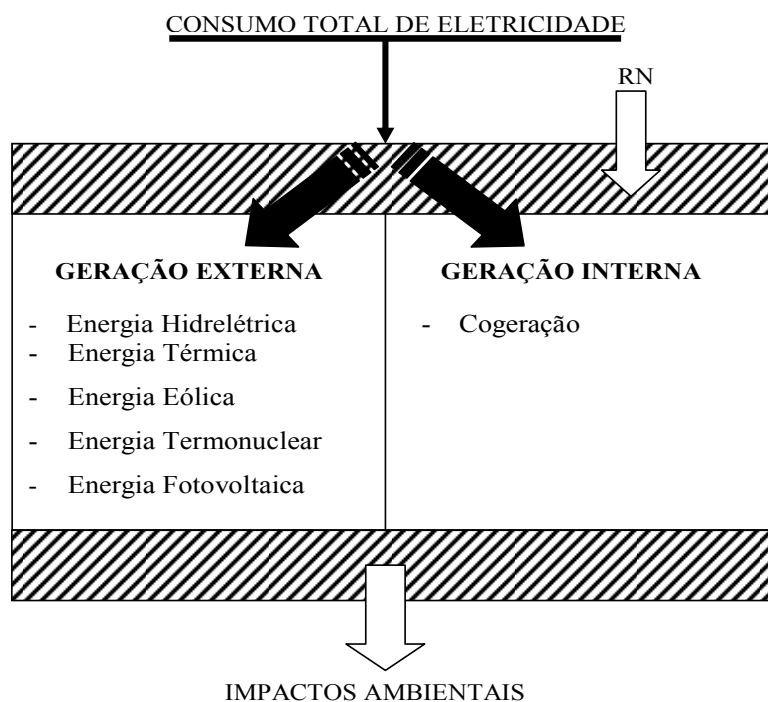 CONSUMO TOTAL DE ELETRICIDADE
RN
GERAÇÃO EXTERNA
- Energia Hidrelétrica
- Energia Térmica
- Energia Eólica
- Energia Termonuclear
- Energia Fotovoltaica
GERAÇÃO INTERNA
- Cogeração
IMPACTOS AMBIENTAIS